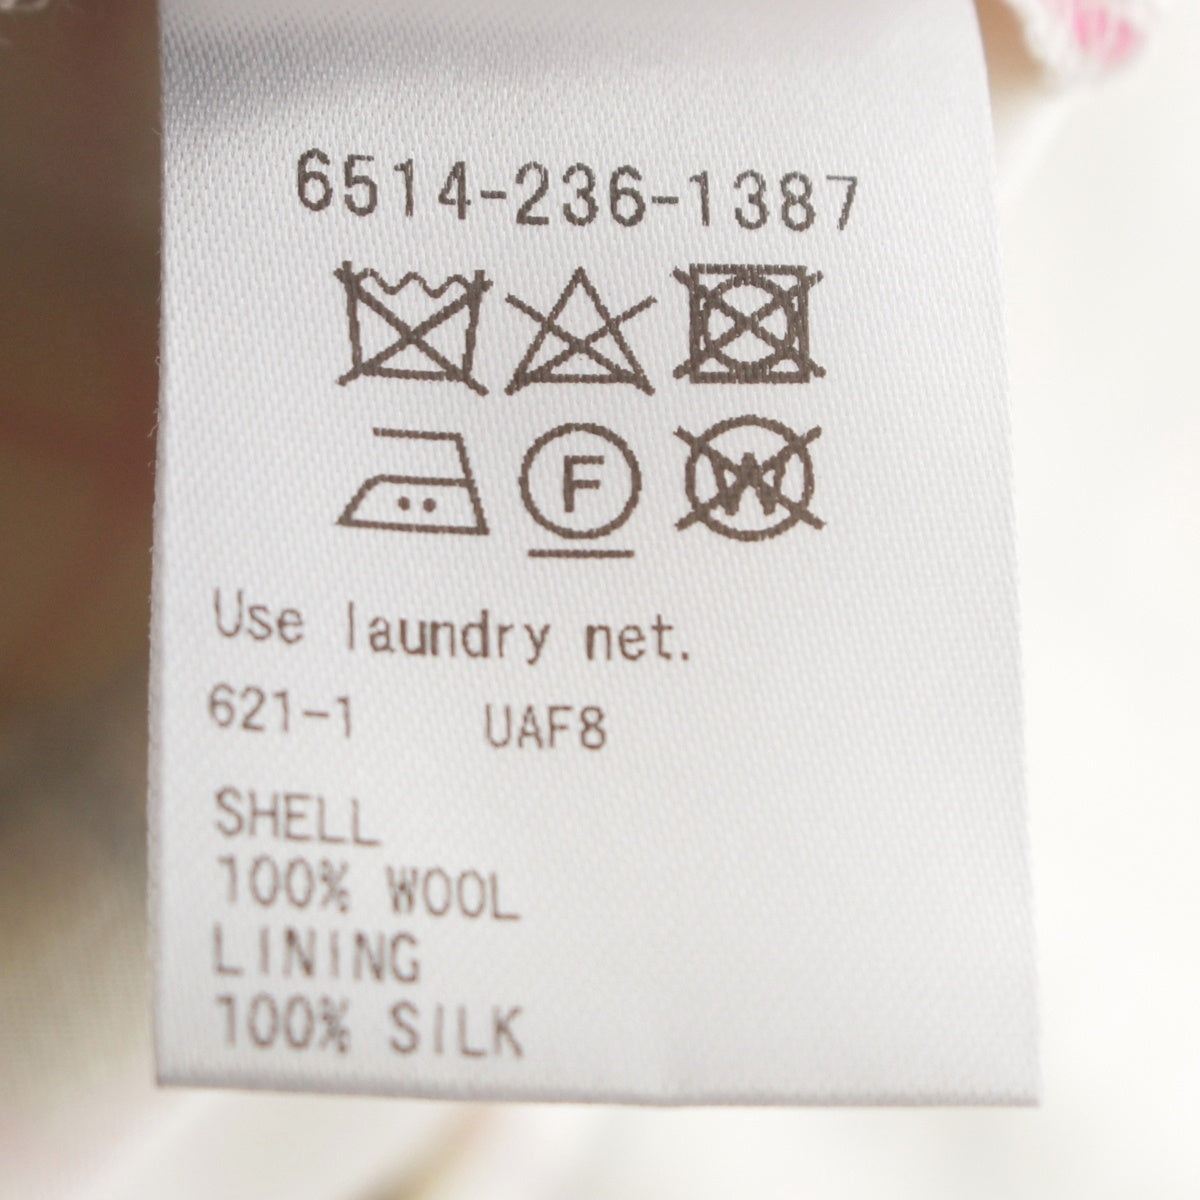 6514-236-1387
F W
Use laundry net.
621-1 UAF8
SHELL
100% WOOL
LINING
100% SILK